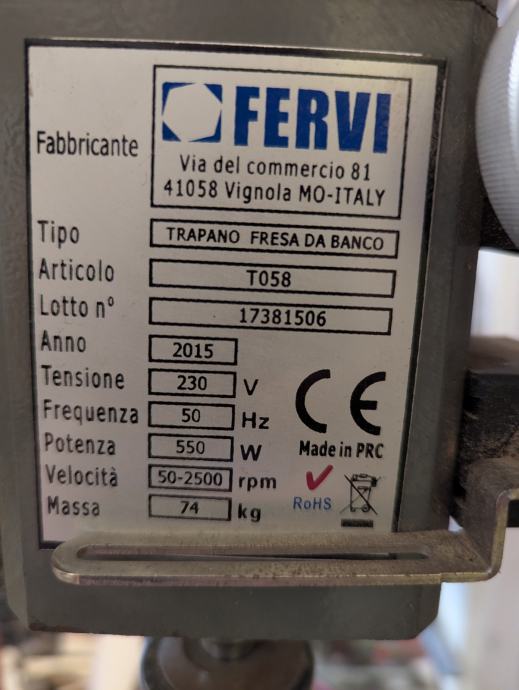 FERVI
Fabbricante
Via del commercio 81
41058 Vignola MO-ITALY
Tipo TRAPANO FRESA DA BANCO
Articolo T058
Lotto n° 17381506
Anno 2015
Tensione 230 V
Frequenza 50 Hz
Potenza 550 W
Velocità 50-2500 rpm
Massa 74 kg
CE
Made in PRC
RoHS